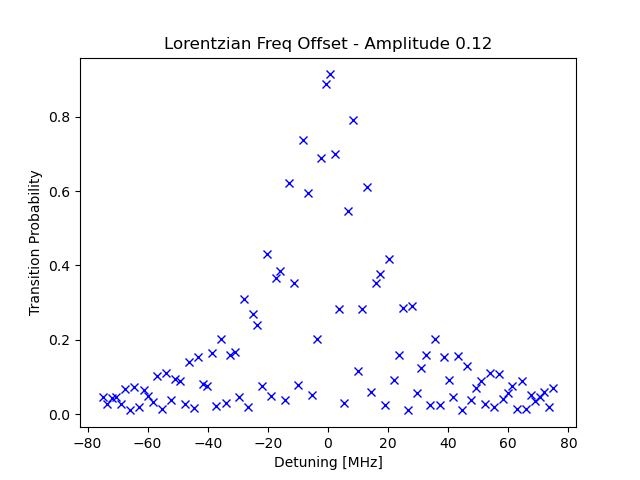 Lorentzian Freq Offset - Amplitude 0.12
Transition Probability
0.8
0.6
0.4
0.2
0.0
−80 −60 −40 −20 0 20 40 60 80
Detuning [MHz]